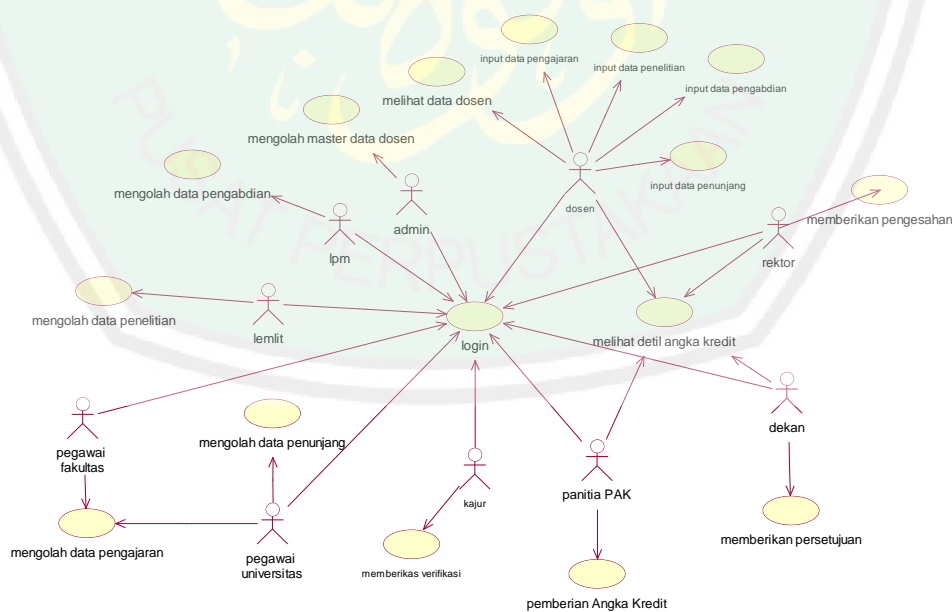 input data pengajaran
input data penelitian
input data pengabdian
melihat data dosen
mengolah master data dosen
mengolah data pengabdian
input data penunjang
dosen
admin
memberikan pengesahan
lpm
rektor
mengolah data penelitian
lemlit
login
melihat detil angka kredit
PUSAT PERPUSTAKAAN
pegawai
fakultas
mengolah data penunjang
dekan
kajur
panitia PAK
mengolah data pengajaran
pegawai
universitas
memberikas verifikasi
memberikan persetujuan
pemberian Angka Kredit